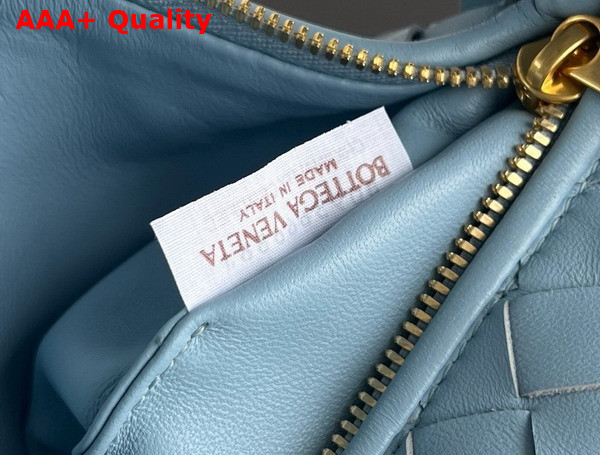 AAA+ Quality
BOTTEGA VENETA
MADE IN ITALY